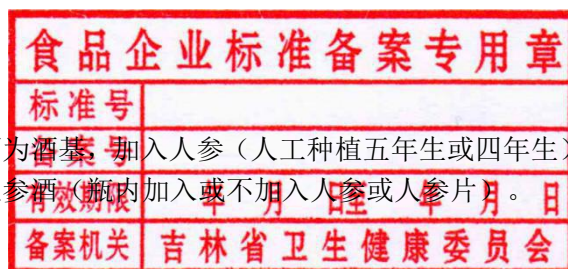 食品企业标准备案专用章
标准号
备案号
为酒基，加入人参（人工种植五年生或四年生）
有效期限 年 月 日至 年 月 日
参酒（瓶内加入或不加入人参或人参片）。
备案机关 吉林省卫生健康委员会